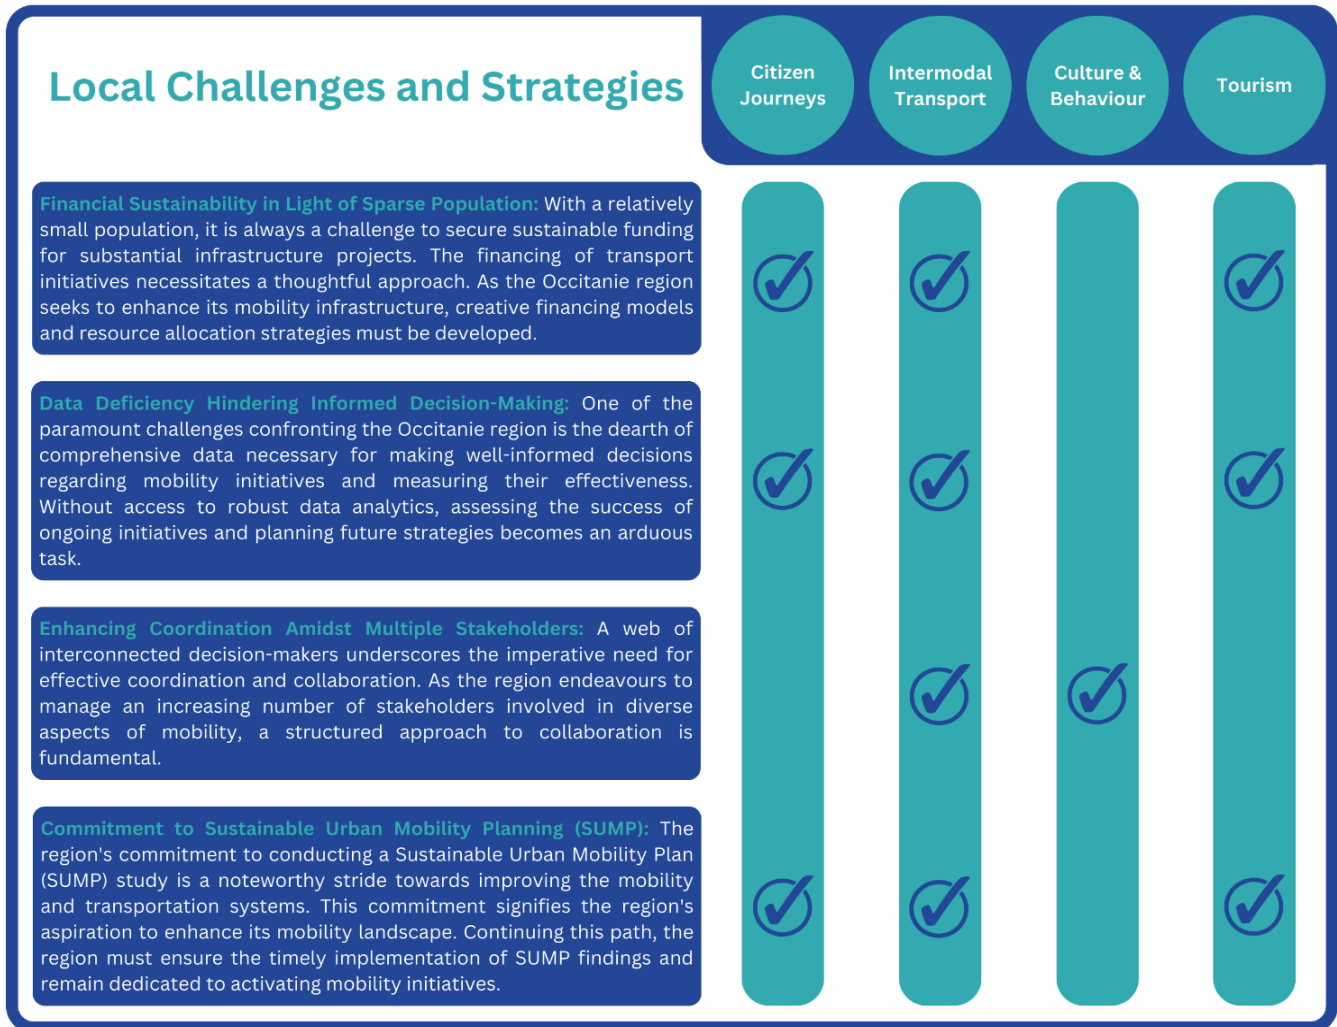 Local Challenges and Strategies
Citizen
Journeys
Intermodal
Transport
Culture &
Behaviour
Tourism
Financial Sustainability in Light of Sparse Population: With a relatively
small population, it is always a challenge to secure sustainable funding
for substantial infrastructure projects. The financing of transport
initiatives necessitates a thoughtful approach. As the Occitanie region
seeks to enhance its mobility infrastructure, creative financing models
and resource allocation strategies must be developed.
Data Deficiency Hindering Informed Decision-Making: One of the
paramount challenges confronting the Occitanie region is the dearth of
comprehensive data necessary for making well-informed decisions
regarding mobility initiatives and measuring their effectiveness.
Without access to robust data analytics, assessing the success of
ongoing initiatives and planning future strategies becomes an arduous
task.
Enhancing Coordination Amidst Multiple Stakeholders: A web of
interconnected decision-makers underscores the imperative need for
effective coordination and collaboration. As the region endeavours to
manage an increasing number of stakeholders involved in diverse
aspects of mobility, a structured approach to collaboration is
fundamental.
Commitment to Sustainable Urban Mobility Planning (SUMP): The
region's commitment to conducting a Sustainable Urban Mobility Plan
(SUMP) study is a noteworthy stride towards improving the mobility
and transportation systems. This commitment signifies the region's
aspiration to enhance its mobility landscape. Continuing this path, the
region must ensure the timely implementation of SUMP findings and
remain dedicated to activating mobility initiatives.